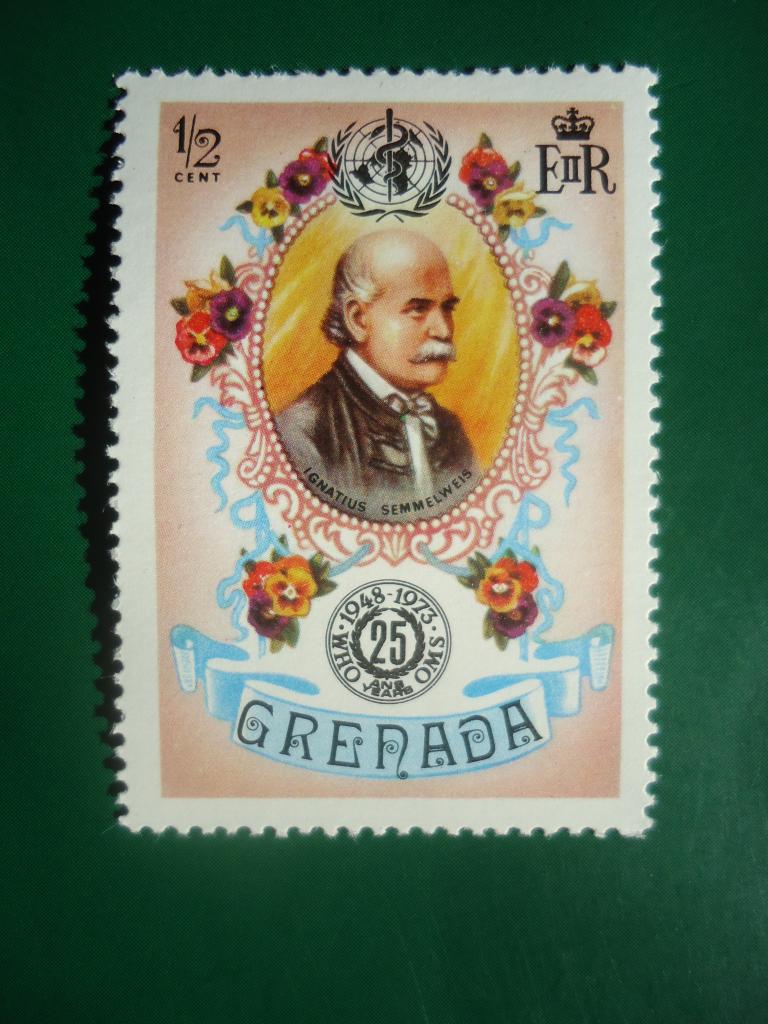 1/2
CENT
EIIR
IGNATIUS SEMMELWEIS
WHO · 1948-1973 · OMS
25
ANS
YEARS
GRENADA